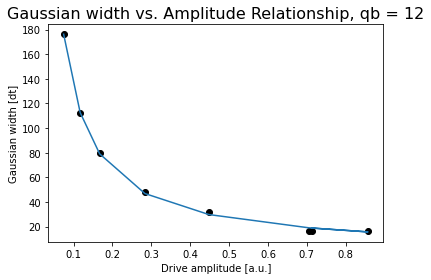 Gaussian width vs. Amplitude Relationship, qb = 12
180
160
140
120
100
80
60
40
20
Gaussian width [dt]
0.1 0.2 0.3 0.4 0.5 0.6 0.7 0.8
Drive amplitude [a.u.]